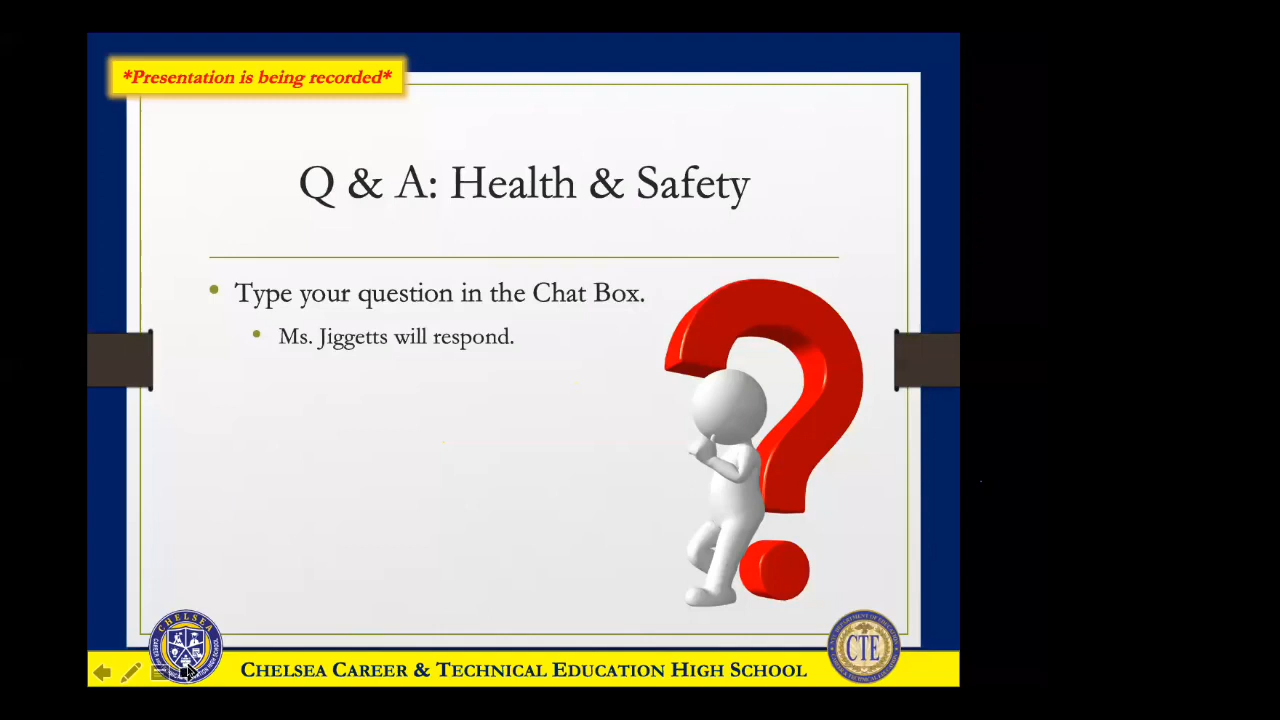 *Presentation is being recorded*
Q & A: Health & Safety
Type your question in the Chat Box.
Ms. Jiggetts will respond.
CHELSEA
CTE
CHELSEA CAREER & TECHNICAL EDUCATION HIGH SCHOOL